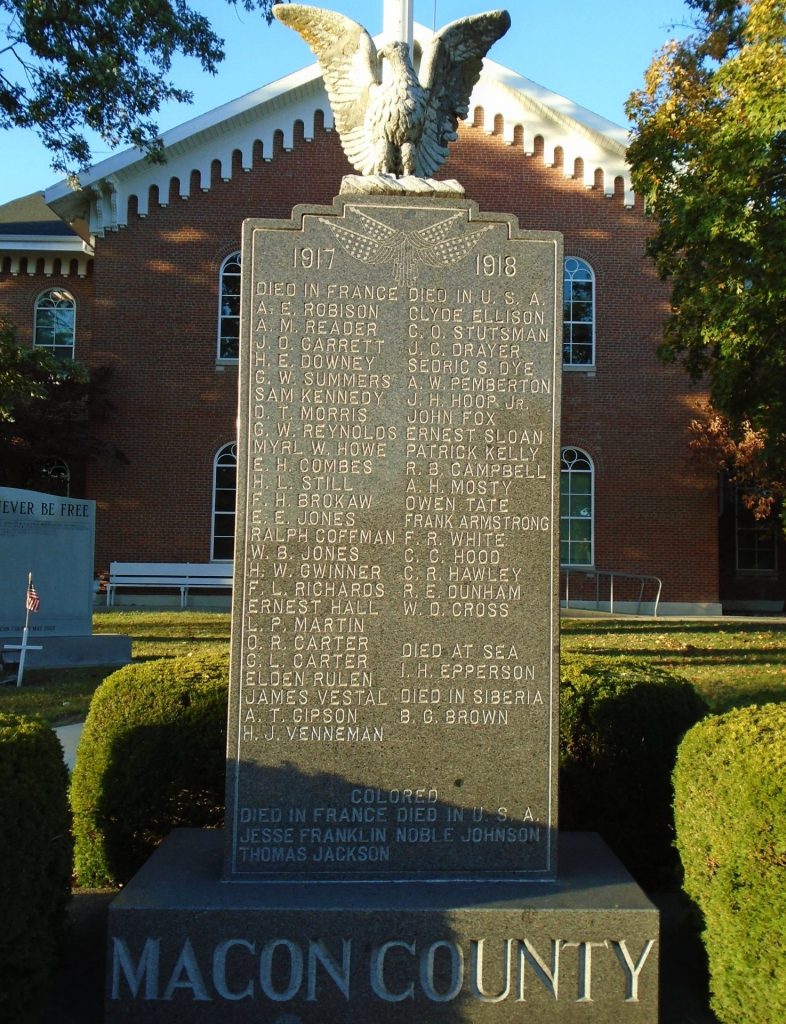 1917
1918
DIED IN FRANCE
A. E. ROBISON
A. M. READER
J. O. GARRETT
H. E. DOWNEY
G. W. SUMMERS
SAM KENNEDY
D. T. MORRIS
G. W. REYNOLDS
MYRL W. HOWE
E. H. COMBES
H. L. STILL
F. H. BROKAW
E. E. JONES
RALPH COFFMAN
W. B. JONES
H. W. GWINNER
F. L. RICHARDS
ERNEST HALL
L. P. MARTIN
O. R. CARTER
C. L. CARTER
ELDEN RULEN
JAMES VESTAL
A. T. GIPSON
H. J. VENNEMAN
DIED IN U. S. A.
CLYDE ELLISON
C. O. STUTSMAN
J. C. DRAYER
SEDRIC S. DYE
A. W. PEMBERTON
J. H. HOOP JR.
JOHN FOX
ERNEST SLOAN
PATRICK KELLY
R. B. CAMPBELL
A. H. MOSTY
OWEN TATE
FRANK ARMSTRONG
F. R. WHITE
C. C. HOOD
C. R. HAWLEY
R. E. DUNHAM
W. D. CROSS
DIED AT SEA
I. H. EPPERSON
DIED IN SIBERIA
B. G. BROWN
COLORED
DIED IN FRANCE DIED IN U. S. A.
JESSE FRANKLIN NOBLE JOHNSON
THOMAS JACKSON
MACON COUNTY
EVER BE FREE